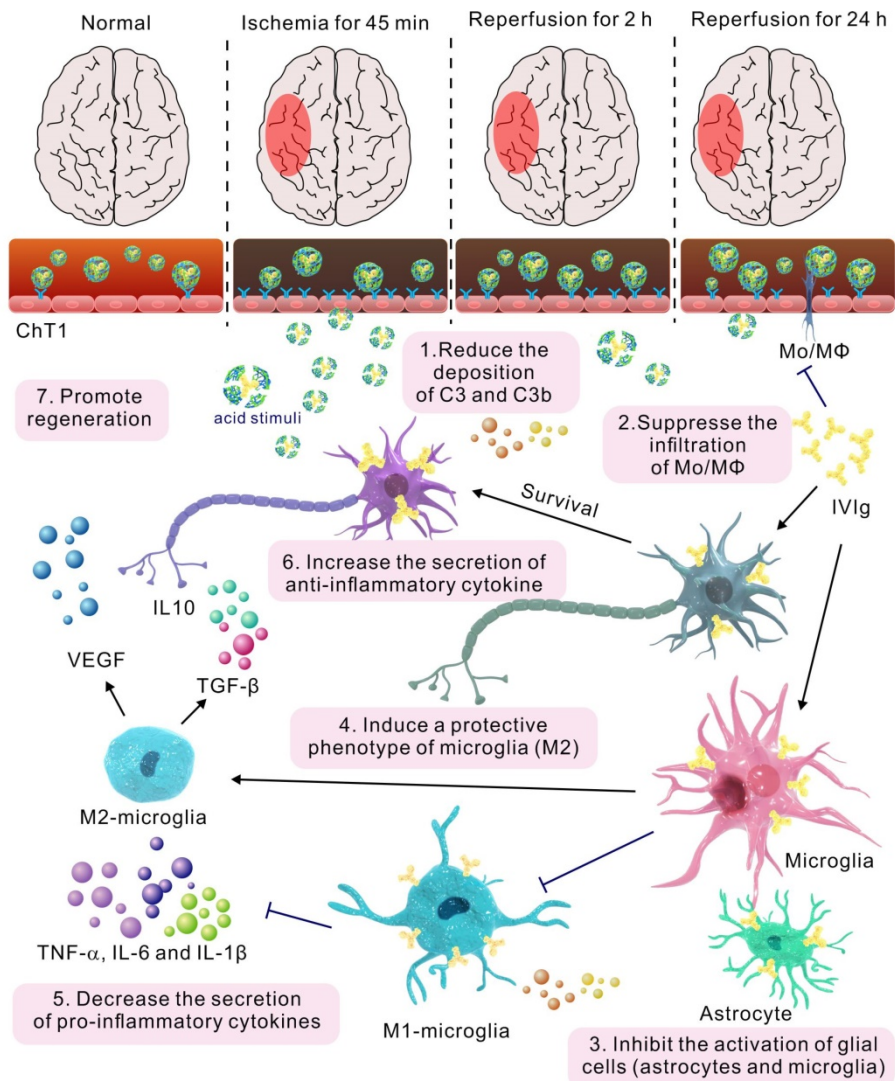 Normal
Ischemia for 45 min
Reperfusion for 2 h
Reperfusion for 24 h
ChT1
Mo/MΦ
1.Reduce the
deposition
of C3 and C3b
7. Promote
regeneration
acid stimuli
2.Suppresse the
infiltration
of Mo/MΦ
IVIg
Survival
6. Increase the secretion of
anti-inflammatory cytokine
IL10
VEGF
TGF-β
4. Induce a protective
phenotype of microglia (M2)
M2-microglia
Microglia
TNF-α, IL-6 and IL-1β
5. Decrease the secretion
of pro-inflammatory cytokines
M1-microglia
Astrocyte
3. Inhibit the activation of glial
cells (astrocytes and microglia)